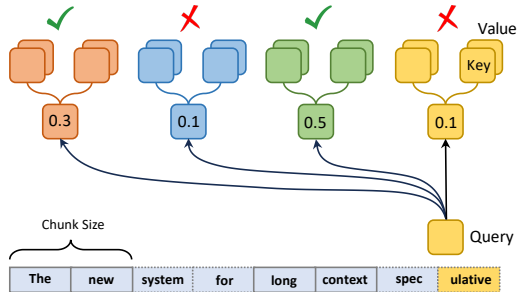 Value
Key
0.3 0.1 0.5 0.1
Chunk Size
Query
The new system for long context spec ulative